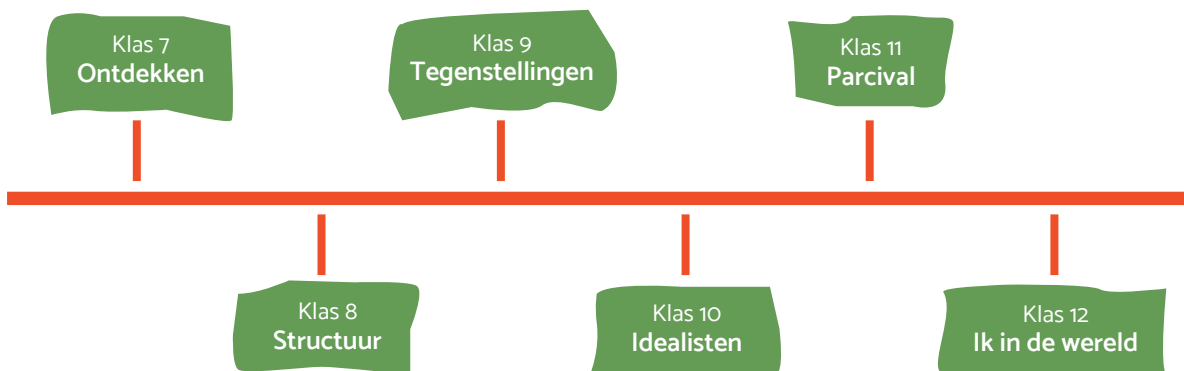 Klas 7
Ontdekken
Klas 9
Tegenstellingen
Klas 11
Parcival
Klas 8
Structuur
Klas 10
Idealisten
Klas 12
Ik in de wereld